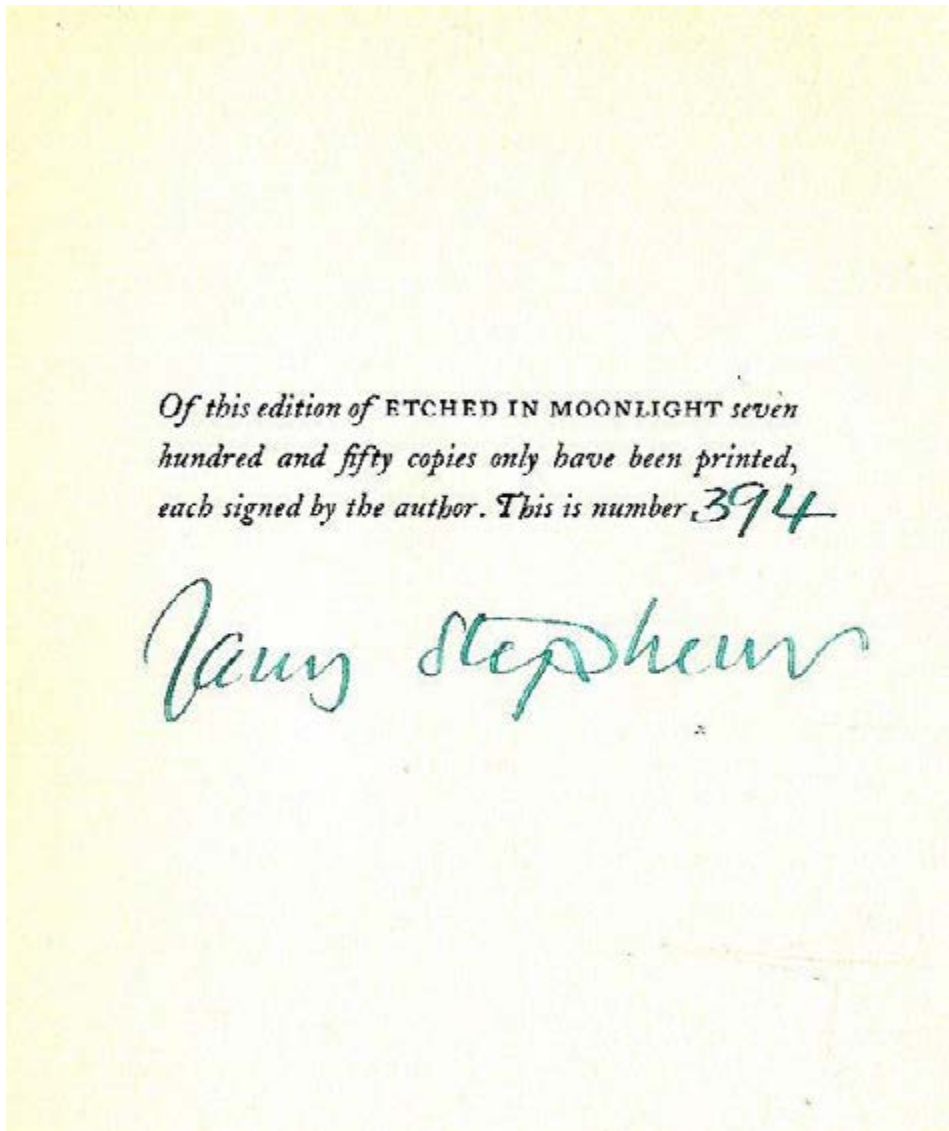 Of this edition of ETCHED IN MOONLIGHT seven
hundred and fifty copies only have been printed,
each signed by the author. This is number 394
James Stephens